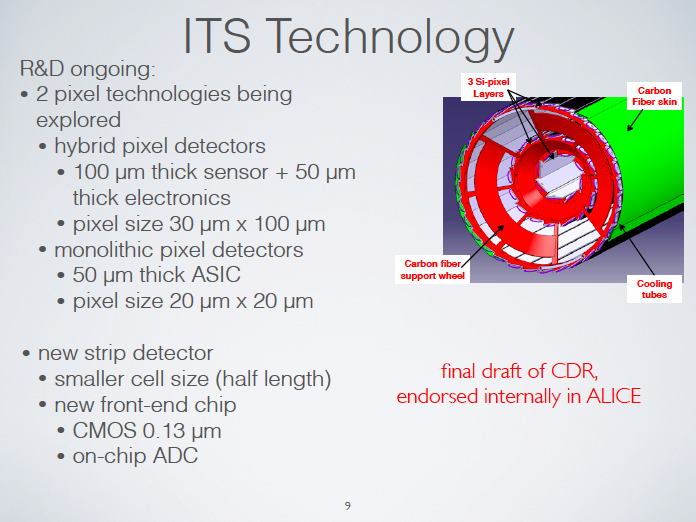 ITS Technology
R&D ongoing:
• 2 pixel technologies being
explored
• hybrid pixel detectors
• 100 µm thick sensor + 50 µm
thick electronics
• pixel size 30 µm x 100 µm
• monolithic pixel detectors
• 50 µm thick ASIC
• pixel size 20 µm x 20 µm
• new strip detector
• smaller cell size (half length)
• new front-end chip
• CMOS 0.13 µm
• on-chip ADC
3 Si-pixel
Layers
Carbon
Fiber skin
Carbon fiber
support wheel
Cooling
tubes
final draft of CDR,
endorsed internally in ALICE
9